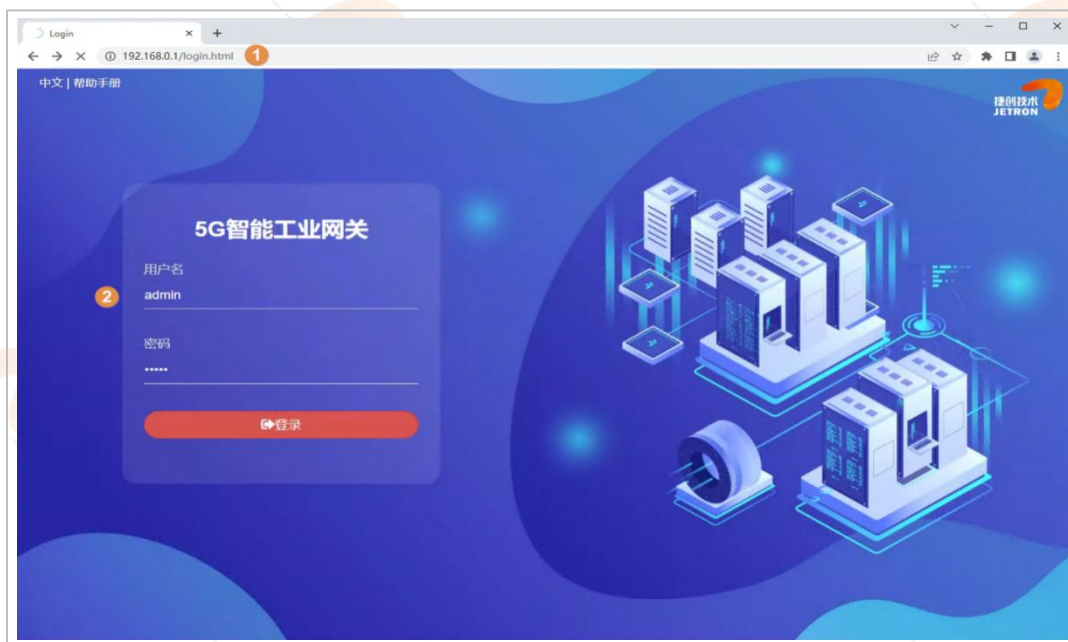 Login
192.168.0.1/login.html
1
中文 | 帮助手册
捷创技术
JETRON
5G智能工业网关
用户名
2
admin
密码
•••••
登录